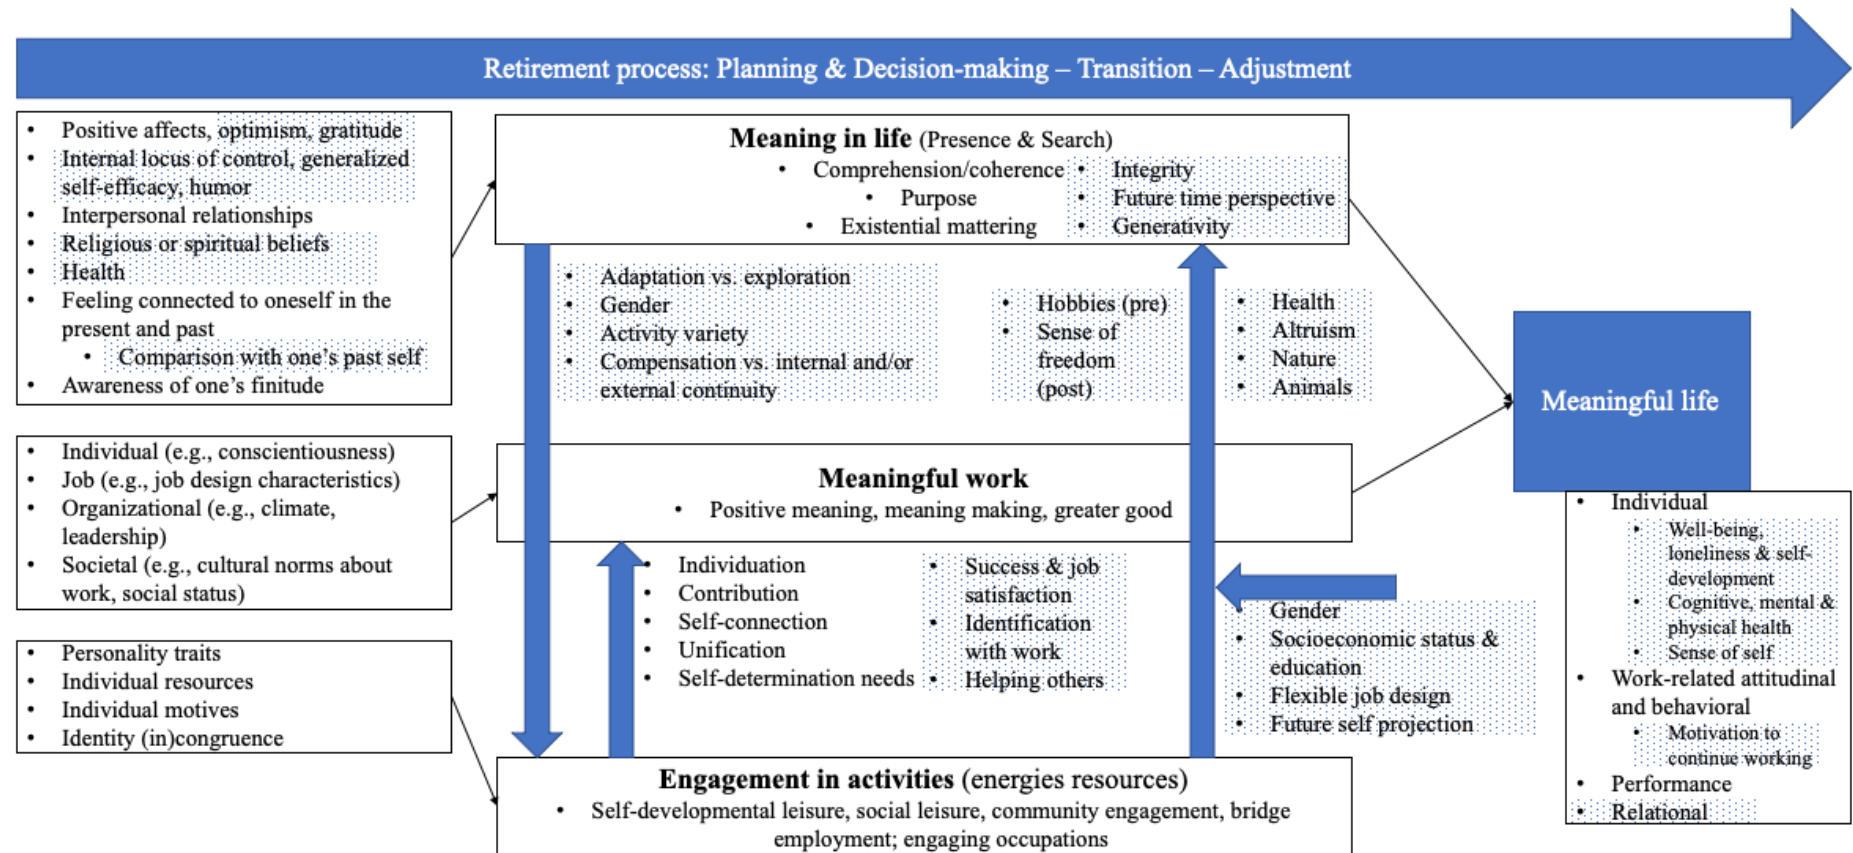 Retirement process: Planning & Decision-making – Transition – Adjustment
• Positive affects, optimism, gratitude
• Internal locus of control, generalized
self-efficacy, humor
• Interpersonal relationships
• Religious or spiritual beliefs
• Health
• Feeling connected to oneself in the
present and past
• Comparison with one's past self
• Awareness of one's finitude
• Individual (e.g., conscientiousness)
• Job (e.g., job design characteristics)
• Organizational (e.g., climate,
leadership)
• Societal (e.g., cultural norms about
work, social status)
• Personality traits
• Individual resources
• Individual motives
• Identity (in)congruence
Meaning in life (Presence & Search)
• Comprehension/coherence
• Purpose
• Existential mattering
• Integrity
• Future time perspective
• Generativity
• Adaptation vs. exploration
• Gender
• Activity variety
• Compensation vs. internal and/or
external continuity
• Hobbies (pre)
• Sense of
freedom
(post)
• Health
• Altruism
• Nature
• Animals
Meaningful work
• Positive meaning, meaning making, greater good
• Individuation
• Contribution
• Self-connection
• Unification
• Self-determination needs
• Success & job
satisfaction
• Identification
with work
• Helping others
• Gender
• Socioeconomic status &
education
• Flexible job design
• Future self projection
Engagement in activities (energies resources)
• Self-developmental leisure, social leisure, community engagement, bridge
employment; engaging occupations
Meaningful life
• Individual
• Well-being,
loneliness & self-
development
• Cognitive, mental &
physical health
• Sense of self
• Work-related attitudinal
and behavioral
• Motivation to
continue working
• Performance
• Relational